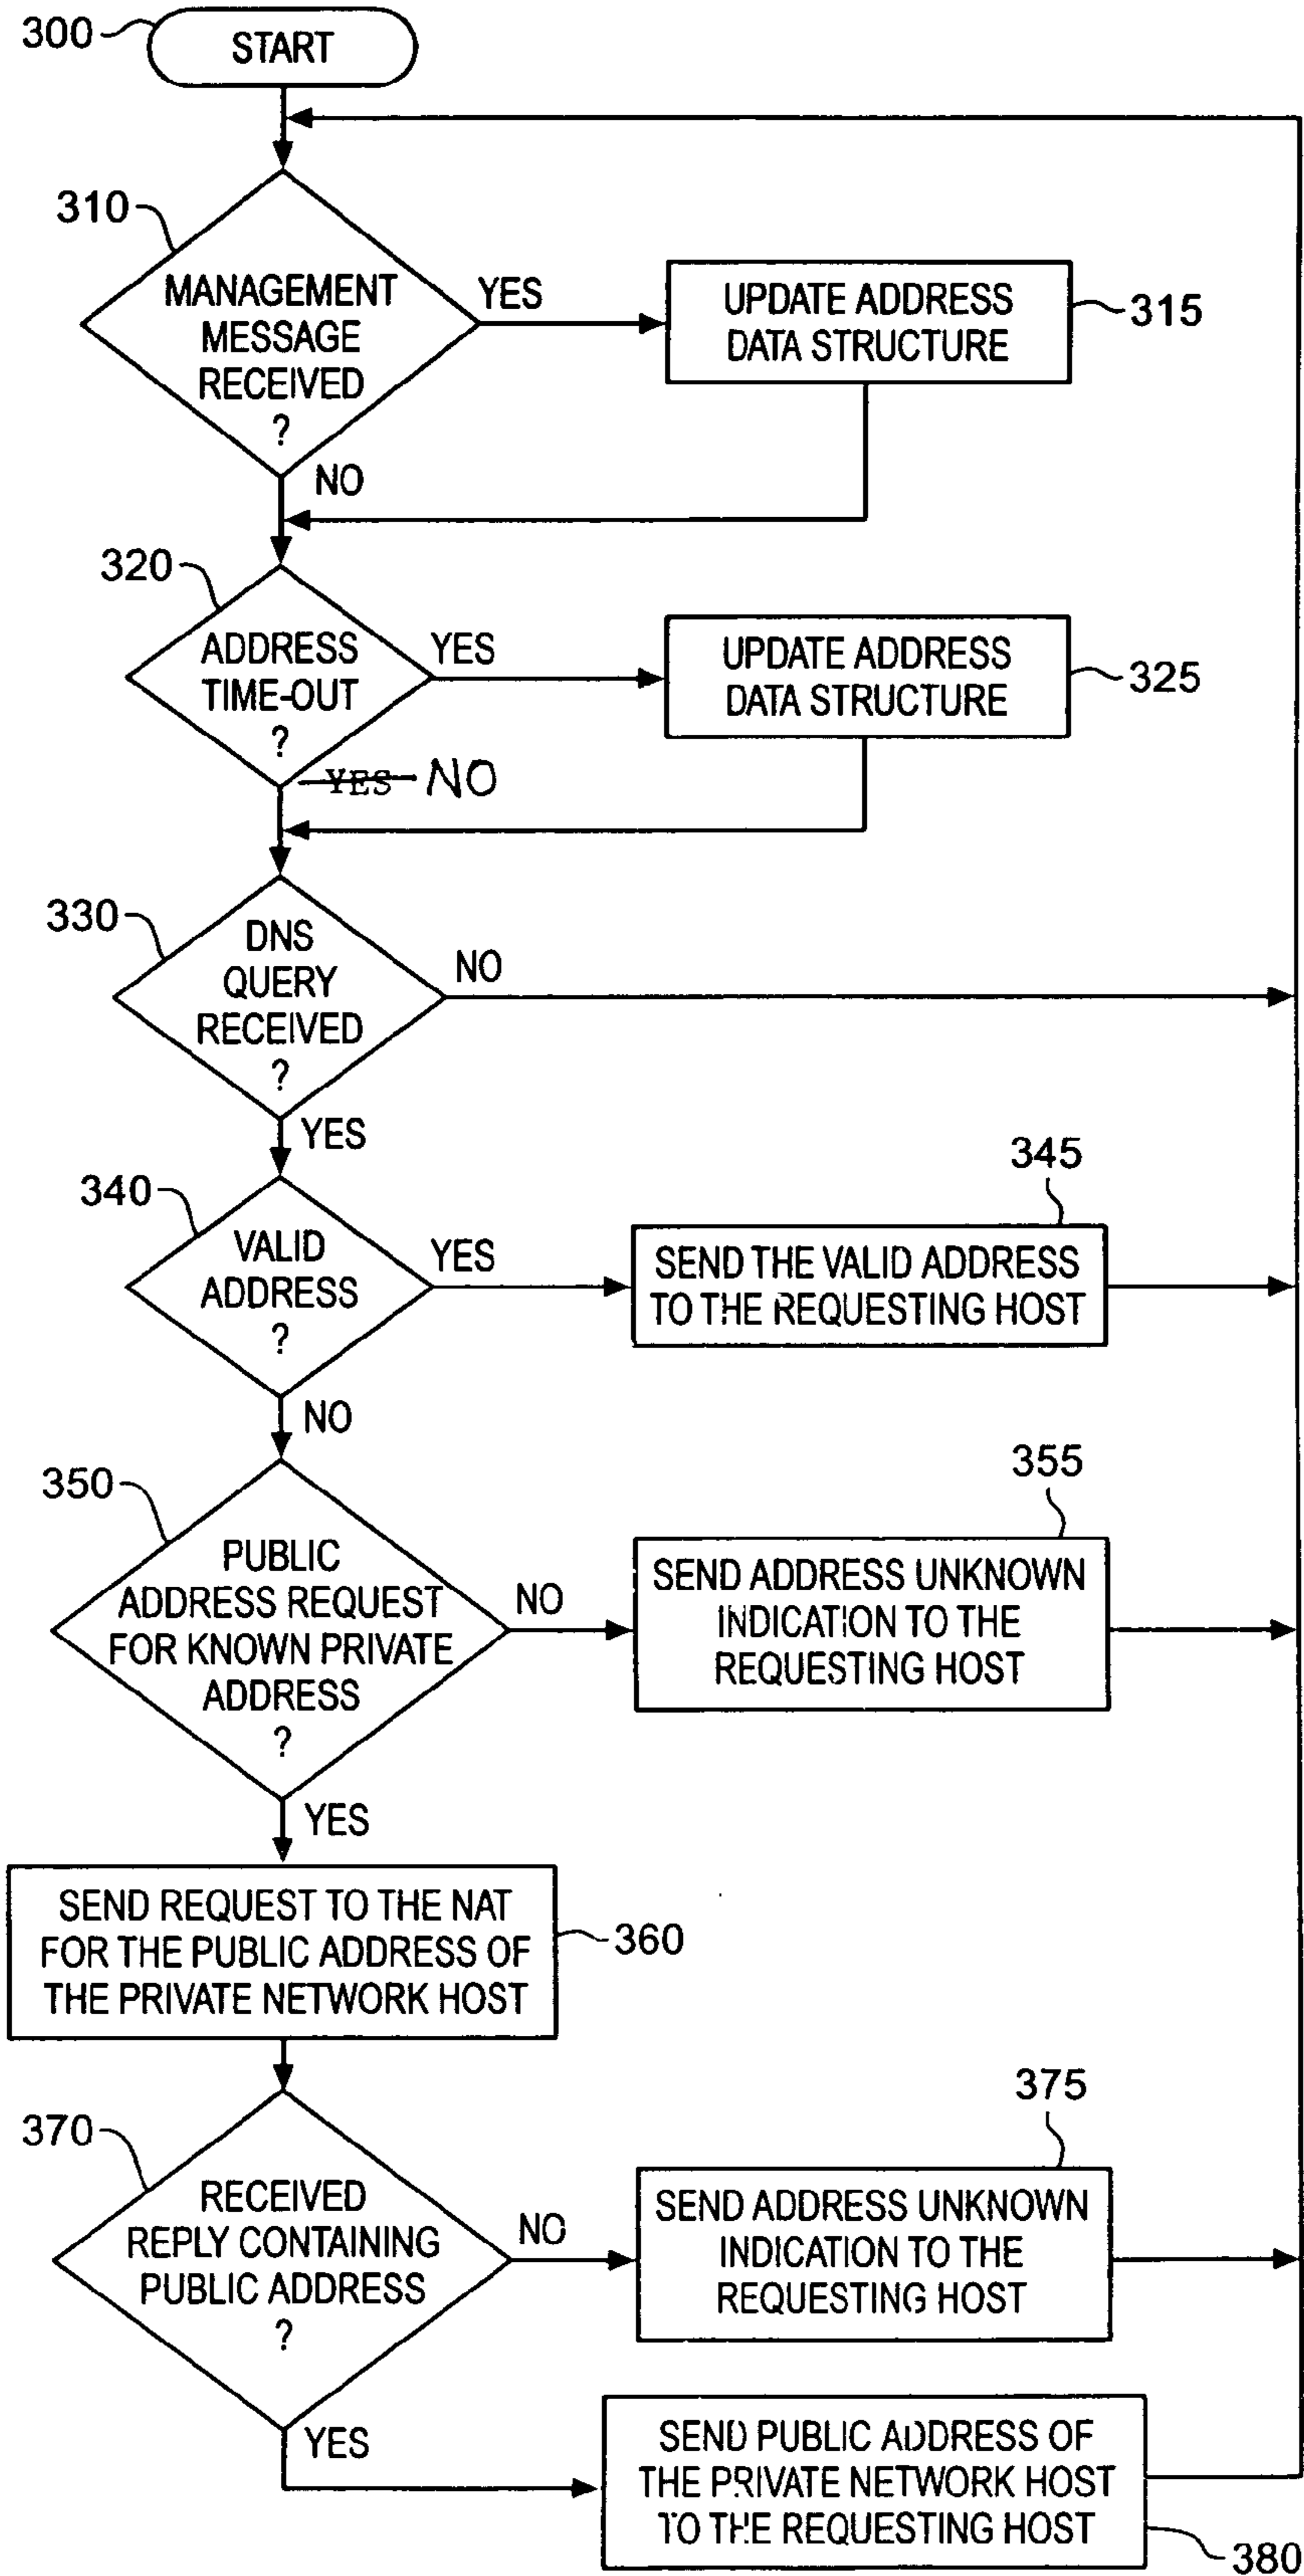 300
START
310
MANAGEMENT
MESSAGE
RECEIVED
?
YES
UPDATE ADDRESS
DATA STRUCTURE
315
NO
320
ADDRESS
TIME-OUT
?
YES
UPDATE ADDRESS
DATA STRUCTURE
325
YES NO
330
DNS
QUERY
RECEIVED
?
NO
YES
340
VALID
ADDRESS
?
YES
345
SEND THE VALID ADDRESS
TO THE REQUESTING HOST
NO
350
PUBLIC
ADDRESS REQUEST
FOR KNOWN PRIVATE
ADDRESS
?
NO
355
SEND ADDRESS UNKNOWN
INDICATION TO THE
REQUESTING HOST
YES
SEND REQUEST TO THE NAT
FOR THE PUBLIC ADDRESS OF
THE PRIVATE NETWORK HOST
360
370
RECEIVED
REPLY CONTAINING
PUBLIC ADDRESS
?
NO
375
SEND ADDRESS UNKNOWN
INDICATION TO THE
REQUESTING HOST
YES
SEND PUBLIC ADDRESS OF
THE PRIVATE NETWORK HOST
TO THE REQUESTING HOST
380